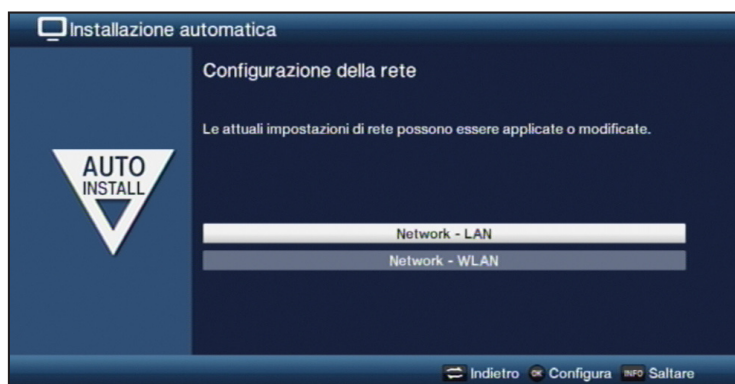 Installazione automatica
Configurazione della rete
Le attuali impostazioni di rete possono essere applicate o modificate.
AUTO
INSTALL
Network - LAN
Network - WLAN
Indietro OK Configura INFO Saltare